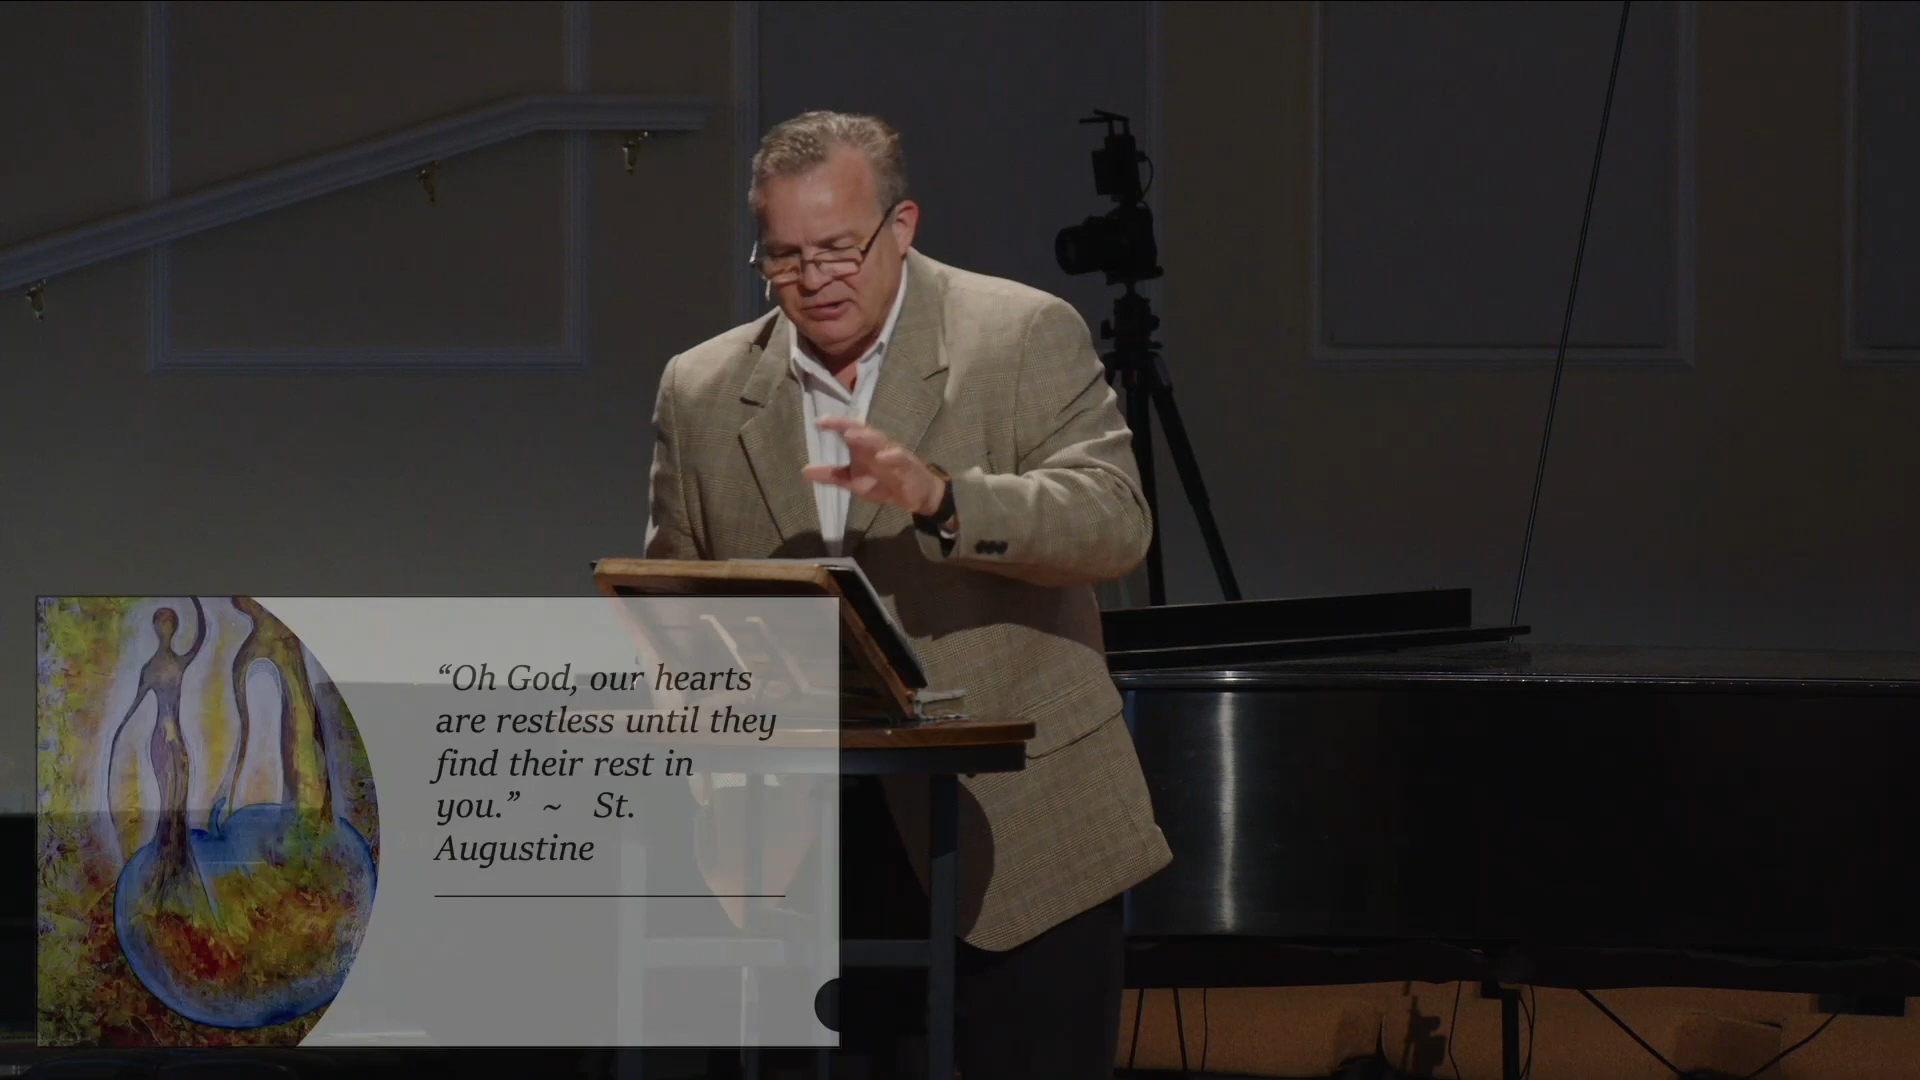 “Oh God, our hearts
are restless until they
find their rest in
you.” ~ St.
Augustine